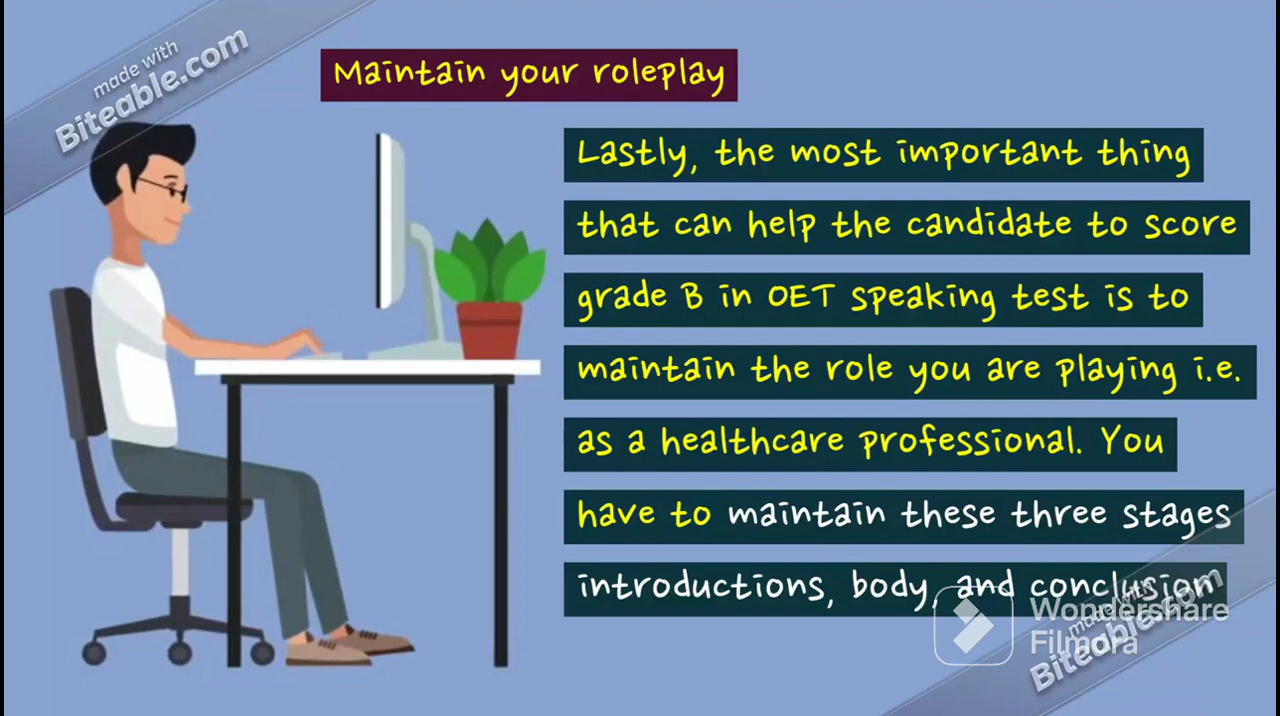 made with
Biteable.com
Maintain your roleplay
Lastly, the most important thing
that can help the candidate to score
grade B in OET speaking test is to
maintain the role you are playing i.e.
as a healthcare professional. You
have to maintain these three stages
introductions, body, and conclusion
Wondershare
Filmora
made with
Biteable.com